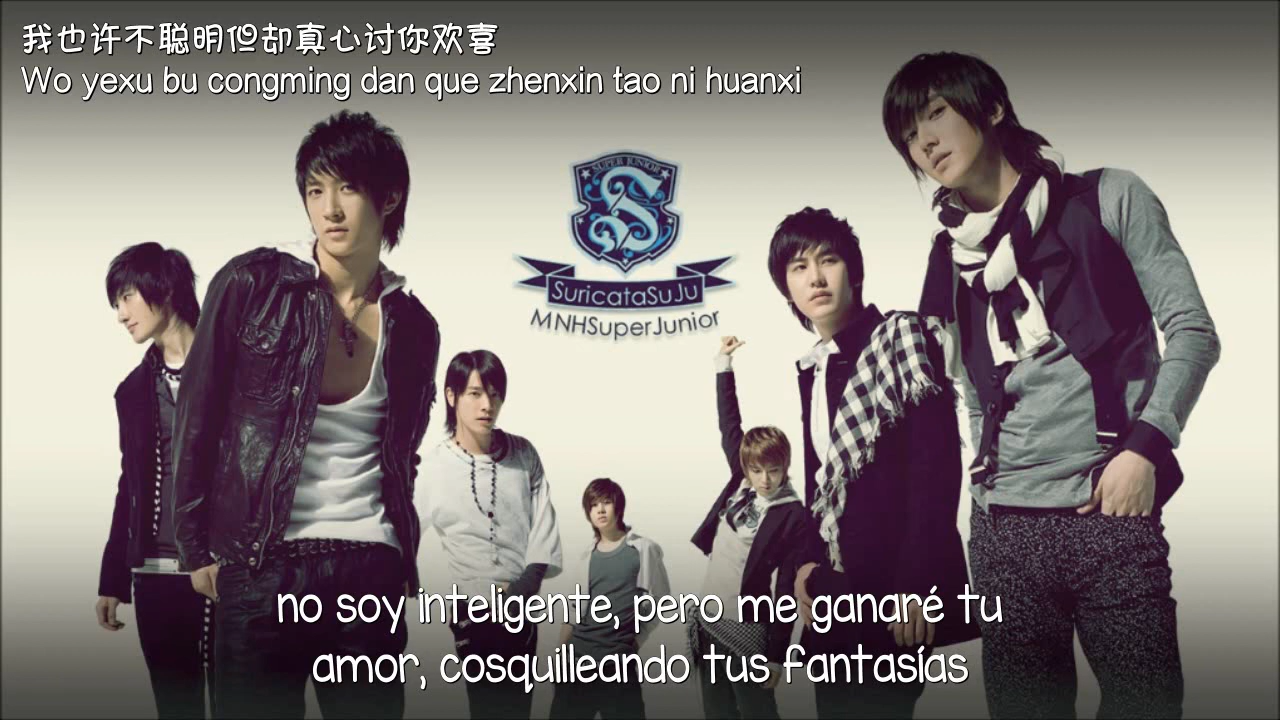 我也许不聪明但却真心讨你欢喜
Wo yexu bu congming dan que zhenxin tao ni huanxi
SUPER JUNIOR
S
SuricataSuJu
MNHSuperJunior
no soy inteligente, pero me ganaré tu
amor, cosquilleando tus fantasías